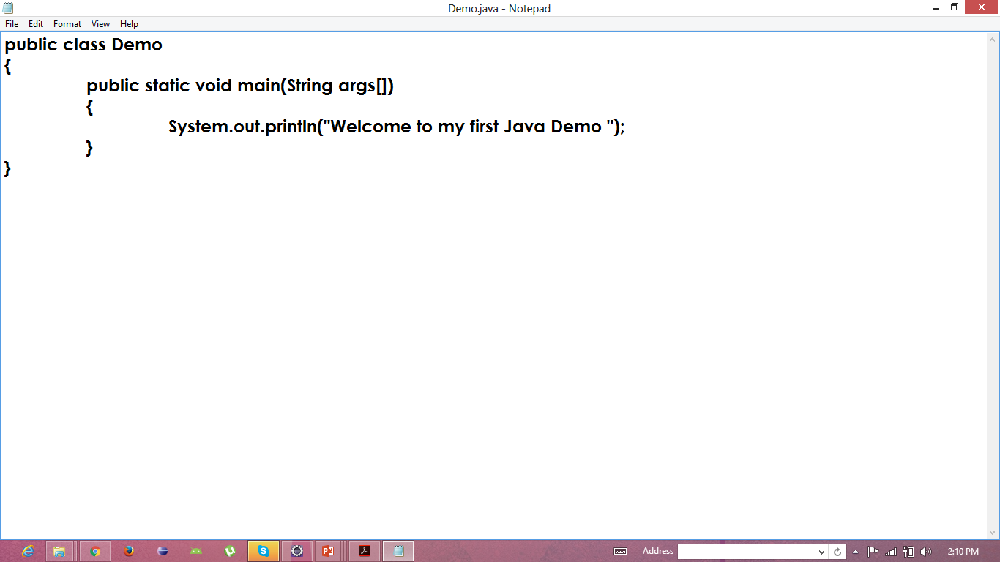 Demo.java - Notepad
File Edit Format View Help
public class Demo
{
public static void main(String args[])
{
System.out.println("Welcome to my first Java Demo ");
}
}
Address
2:10 PM